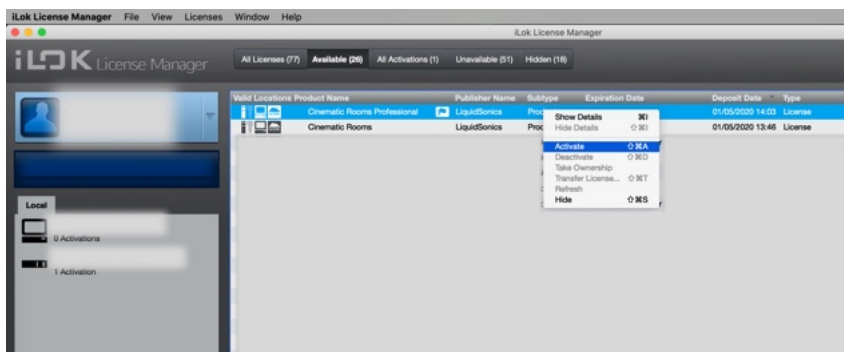 iLok License Manager File View Licenses Window Help
iLok License Manager
iLOK License Manager
All Licenses (77) Available (26) All Activations (1) Unavailable (51) Hidden (18)
Valid Locations Product Name Publisher Name Subtype Expiration Date Deposit Date Type
Cinematic Rooms Professional LiquidSonics Proc 01/05/2020 14:03 License
Cinematic Rooms LiquidSonics Proc 01/05/2020 13:46 License
Show Details ⌘I
Hide Details ⇧⌘I
Activate ⇧⌘A
Deactivate ⇧⌘D
Take Ownership
Transfer License... ⇧⌘T
Refresh
Hide ⇧⌘S
Local
0 Activations
1 Activation